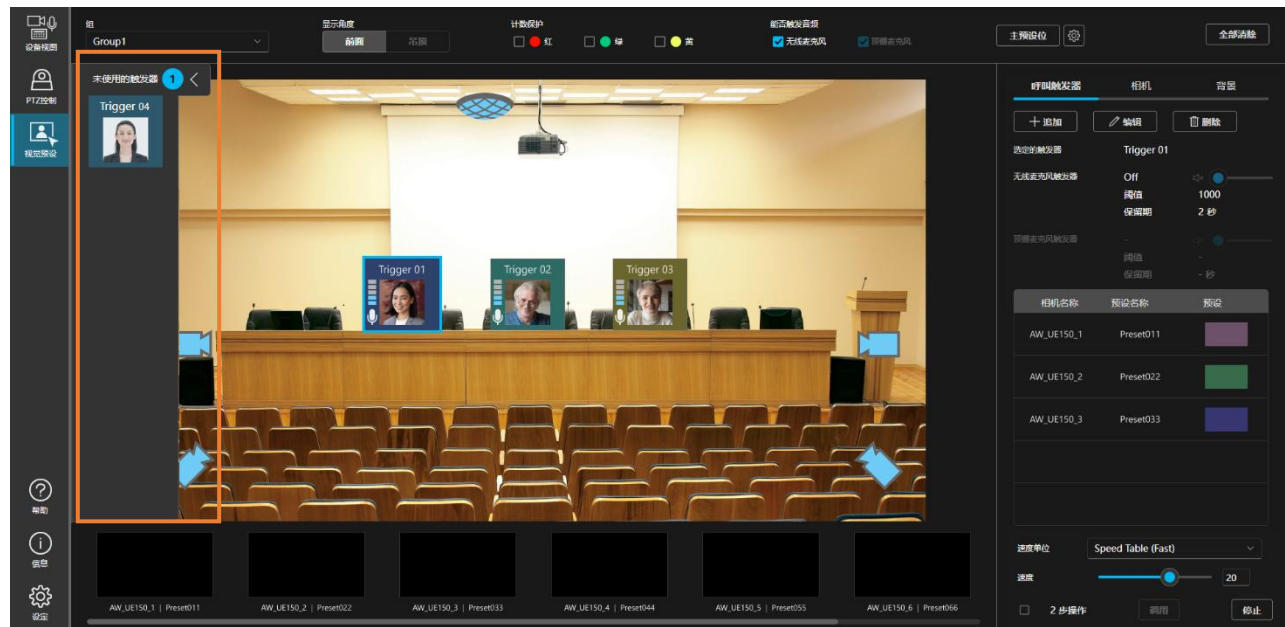 设备视图
PTZ控制
视觉预设
帮助
信息
设定
组
Group1
显示角度
前面
吊顶
计数保护
红
绿
黄
能否触发音频
无线麦克风
顶棚麦克风
主预设位
全部清除
未使用的触发器 1
Trigger 04
Trigger 01
Trigger 02
Trigger 03
AW_UE150_1 | Preset011
AW_UE150_2 | Preset022
AW_UE150_3 | Preset033
AW_UE150_4 | Preset044
AW_UE150_5 | Preset055
AW_UE150_6 | Preset066
呼叫触发器 相机 背景
追加 编辑 删除
选定的触发器 Trigger 01
无线麦克风触发器 Off
阈值 1000
保留期 2 秒
顶棚麦克风触发器 -
阈值 -
保留期 - 秒
相机名称 预设名称 预设
AW_UE150_1 Preset011
AW_UE150_2 Preset022
AW_UE150_3 Preset033
速度单位 Speed Table (Fast)
速度 20
2 步操作 调用 停止